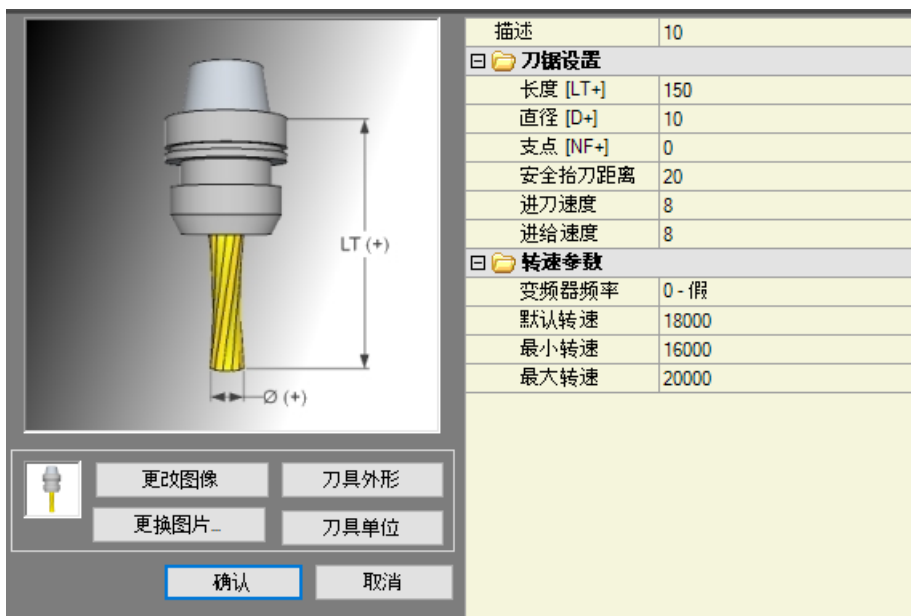 描述 10
刀锯设置
长度 [LT+] 150
直径 [D+] 10
支点 [NF+] 0
安全抬刀距离 20
进刀速度 8
进给速度 8
转速参数
变频器频率 0 - 假
默认转速 18000
最小转速 16000
最大转速 20000
LT (+)
Ø (+)
更改图像 刀具外形
更换图片... 刀具单位
确认 取消